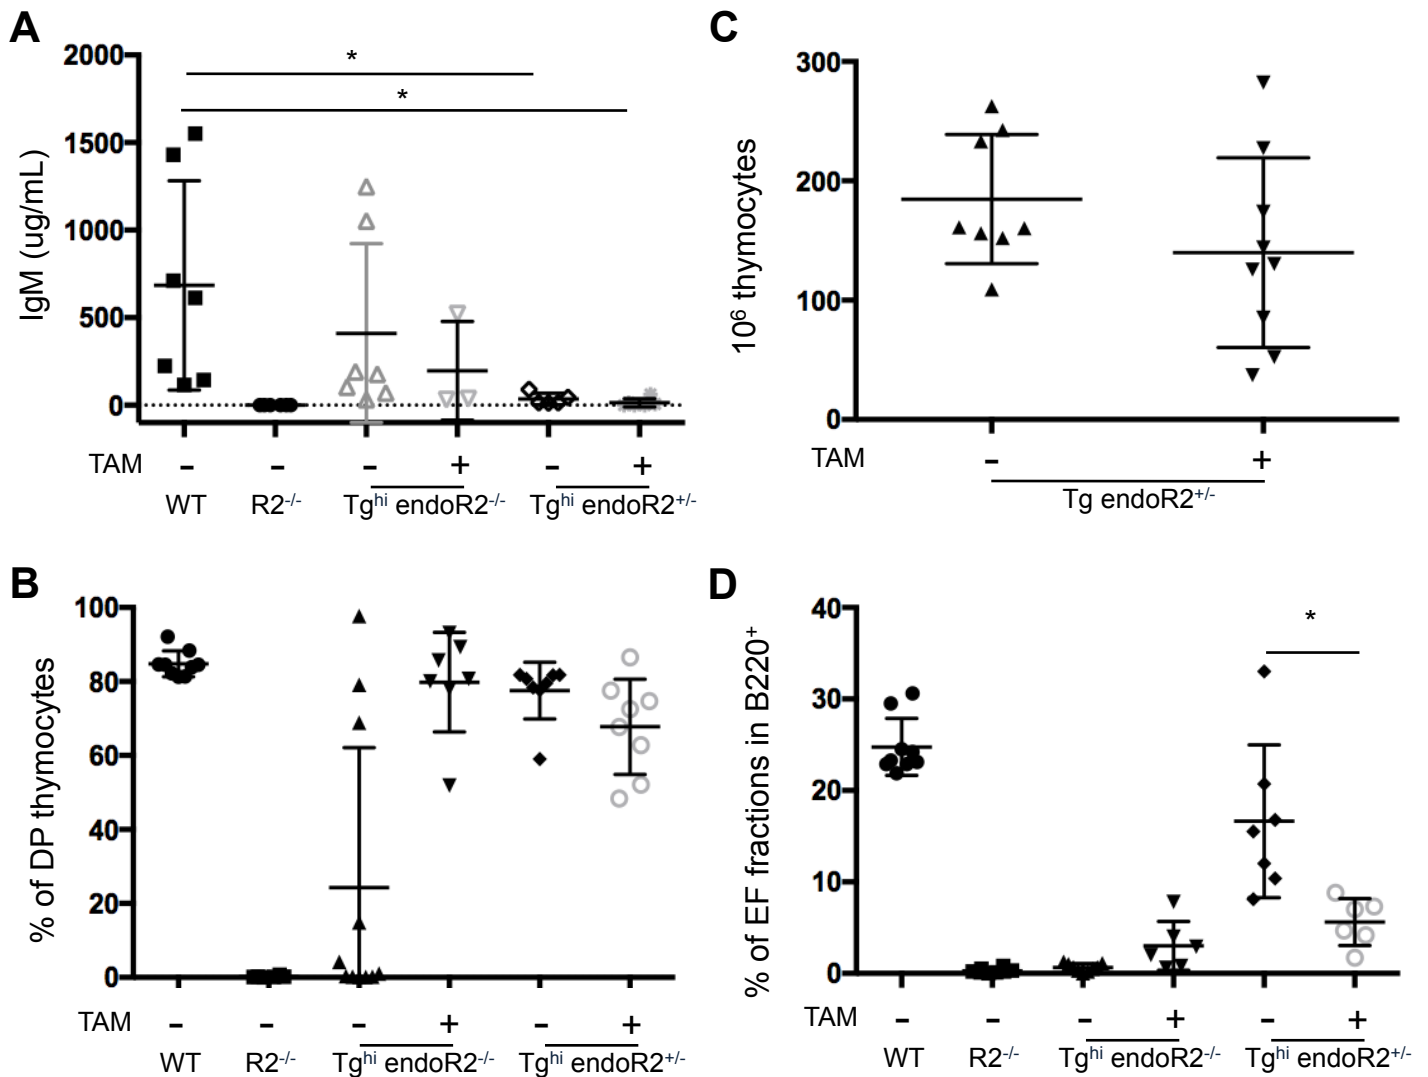 A
2000
1500
1000
500
0
IgM (ug/mL)
*
*
TAM - - - + - +
WT R2-/- Tghi endoR2-/- Tghi endoR2+/-
C
300
200
100
0
10⁶ thymocytes
TAM - +
Tg endoR2+/-
B
100
80
60
40
20
0
% of DP thymocytes
TAM - - - + - +
WT R2-/- Tghi endoR2-/- Tghi endoR2+/-
D
40
30
20
10
0
% of EF fractions in B220+
*
TAM - - - + - +
WT R2-/- Tghi endoR2-/- Tghi endoR2+/-